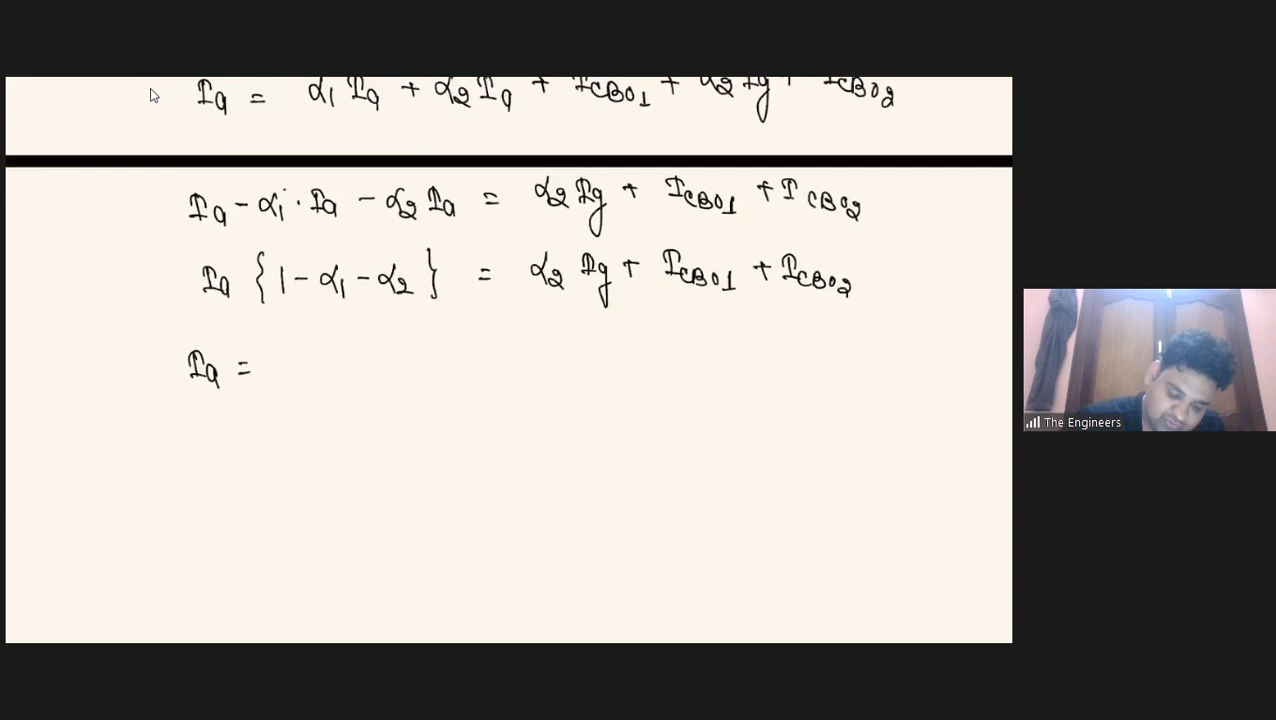 Ia = α1 Ia + α2 Ia + ICBO1 + α2 Ig + ICBO2
Ia - α1 · Ia - α2 Ia = α2 Ig + ICBO1 + ICBO2
Ia { 1 - α1 - α2 } = α2 Ig + ICBO1 + ICBO2
Ia =
The Engineers